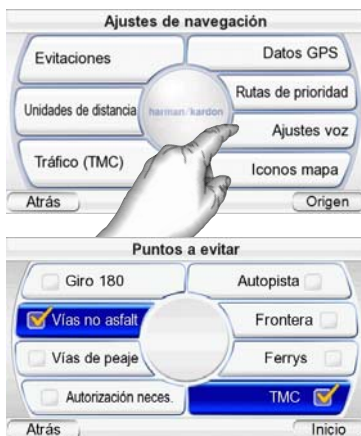 Ajustes de navegación
Evitaciones
Datos GPS
Unidades de distancia
harman/kardon
Rutas de prioridad
Ajustes voz
Tráfico (TMC)
Iconos mapa
Atrás
Origen
Puntos a evitar
Giro 180
Autopista
Vías no asfalt
Frontera
Vías de peaje
Ferrys
Autorización neces.
TMC
Atrás
Inicio